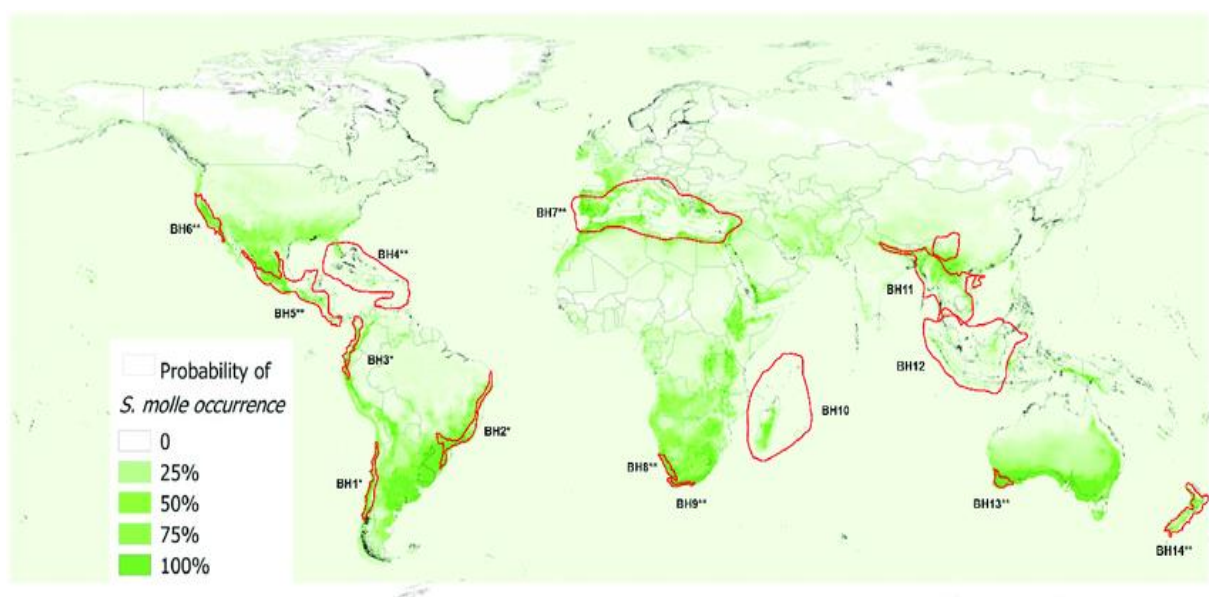 BH7**
BH6**
BH4**
BH11
BH5**
BH3*
BH12
BH10
BH2*
BH8**
BH1*
BH9**
BH13**
BH14**
Probability of
S. molle occurrence
0
25%
50%
75%
100%